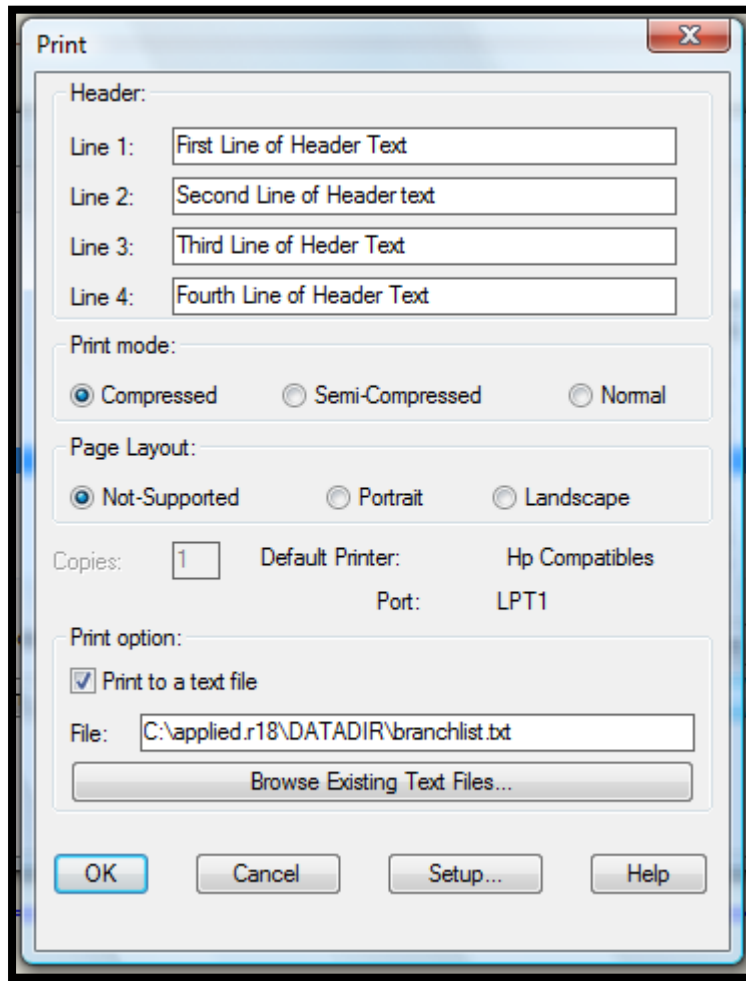 Print
Header:
Line 1: First Line of Header Text
Line 2: Second Line of Header text
Line 3: Third Line of Heder Text
Line 4: Fourth Line of Header Text
Print mode:
Compressed Semi-Compressed Normal
Page Layout:
Not-Supported Portrait Landscape
Copies: 1 Default Printer: Hp Compatibles
Port: LPT1
Print option:
Print to a text file
File: C:\applied.r18\DATADIR\branchlist.txt
Browse Existing Text Files...
OK Cancel Setup... Help